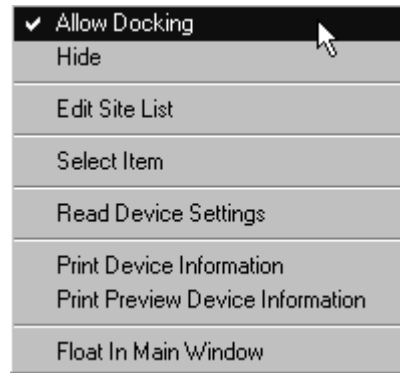 Allow Docking
Hide
Edit Site List
Select Item
Read Device Settings
Print Device Information
Print Preview Device Information
Float In Main Window